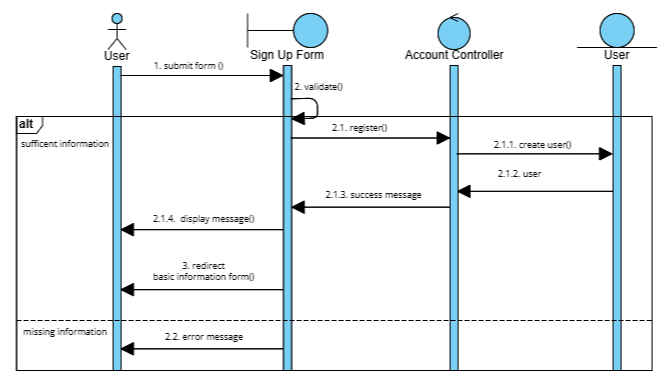 User
Sign Up Form
Account Controller
User
1. submit form ()
2. validate()
alt
sufficent information
2.1. register()
2.1.1. create user()
2.1.2. user
2.1.3. success message
2.1.4. display message()
3. redirect
basic information form()
missing information
2.2. error message